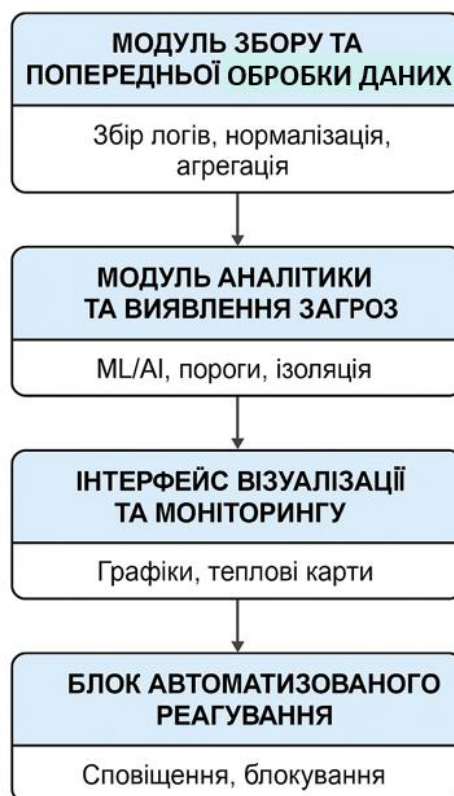 МОДУЛЬ ЗБОРУ ТА
ПОПЕРЕДНЬОЇ ОБРОБКИ ДАНИХ
Збір логів, нормалізація,
агрегація
МОДУЛЬ АНАЛІТИКИ
ТА ВИЯВЛЕННЯ ЗАГРОЗ
ML/AI, пороги, ізоляція
ІНТЕРФЕЙС ВІЗУАЛІЗАЦІЇ
ТА МОНІТОРИНГУ
Графіки, теплові карти
БЛОК АВТОМАТИЗОВАНОГО
РЕАГУВАННЯ
Сповіщення, блокування